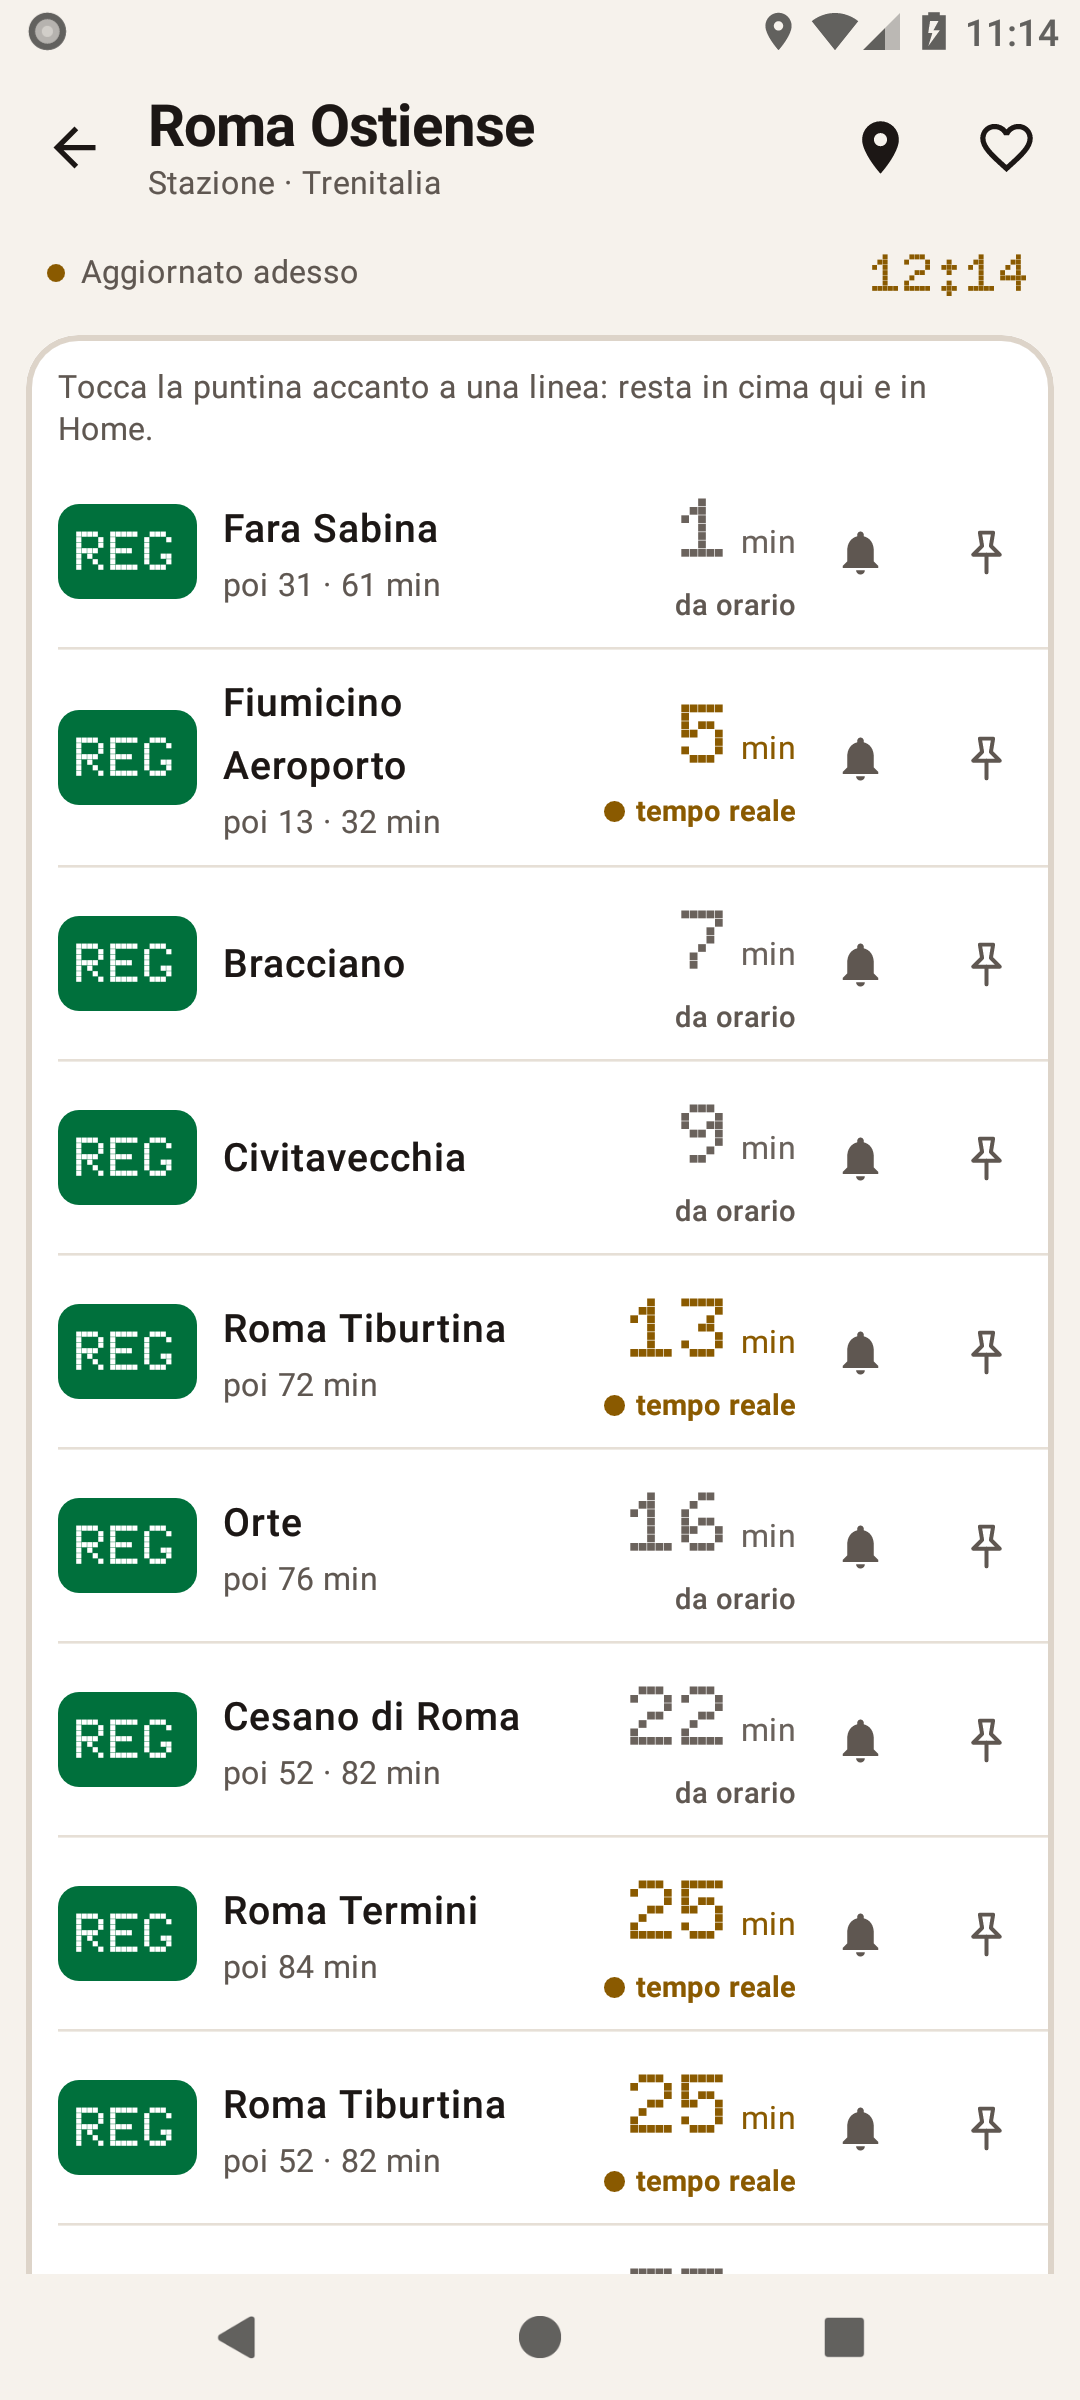 11:14
Roma Ostiense
Stazione · Trenitalia
Aggiornato adesso
12:14
Tocca la puntina accanto a una linea: resta in cima qui e in
Home.
REG
Fara Sabina
poi 31 · 61 min
1 min
da orario
REG
Fiumicino
Aeroporto
poi 13 · 32 min
5 min
tempo reale
REG
Bracciano
7 min
da orario
REG
Civitavecchia
9 min
da orario
REG
Roma Tiburtina
poi 72 min
13 min
tempo reale
REG
Orte
poi 76 min
16 min
da orario
REG
Cesano di Roma
poi 52 · 82 min
22 min
da orario
REG
Roma Termini
poi 84 min
25 min
tempo reale
REG
Roma Tiburtina
poi 52 · 82 min
25 min
tempo reale